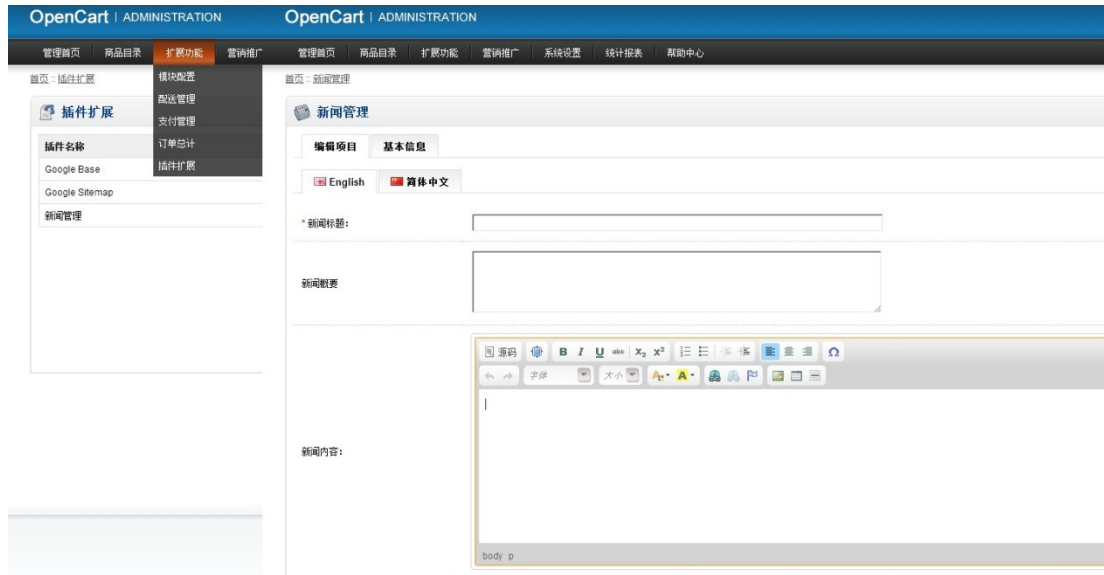 OpenCart | ADMINISTRATION
管理首页 商品目录 扩展功能 营销推广
首页 :: 插件扩展
模块配置
配送管理
支付管理
订单总计
插件扩展
插件扩展
插件名称
Google Base
Google Sitemap
新闻管理
OpenCart | ADMINISTRATION
管理首页 商品目录 扩展功能 营销推广 系统设置 统计报表 帮助中心
首页 :: 新闻管理
新闻管理
编辑项目 基本信息
English 简体中文
* 新闻标题:
新闻概要
源码 B I U abc X₂ X² Ω
字体 大小 A A
新闻内容:
body p